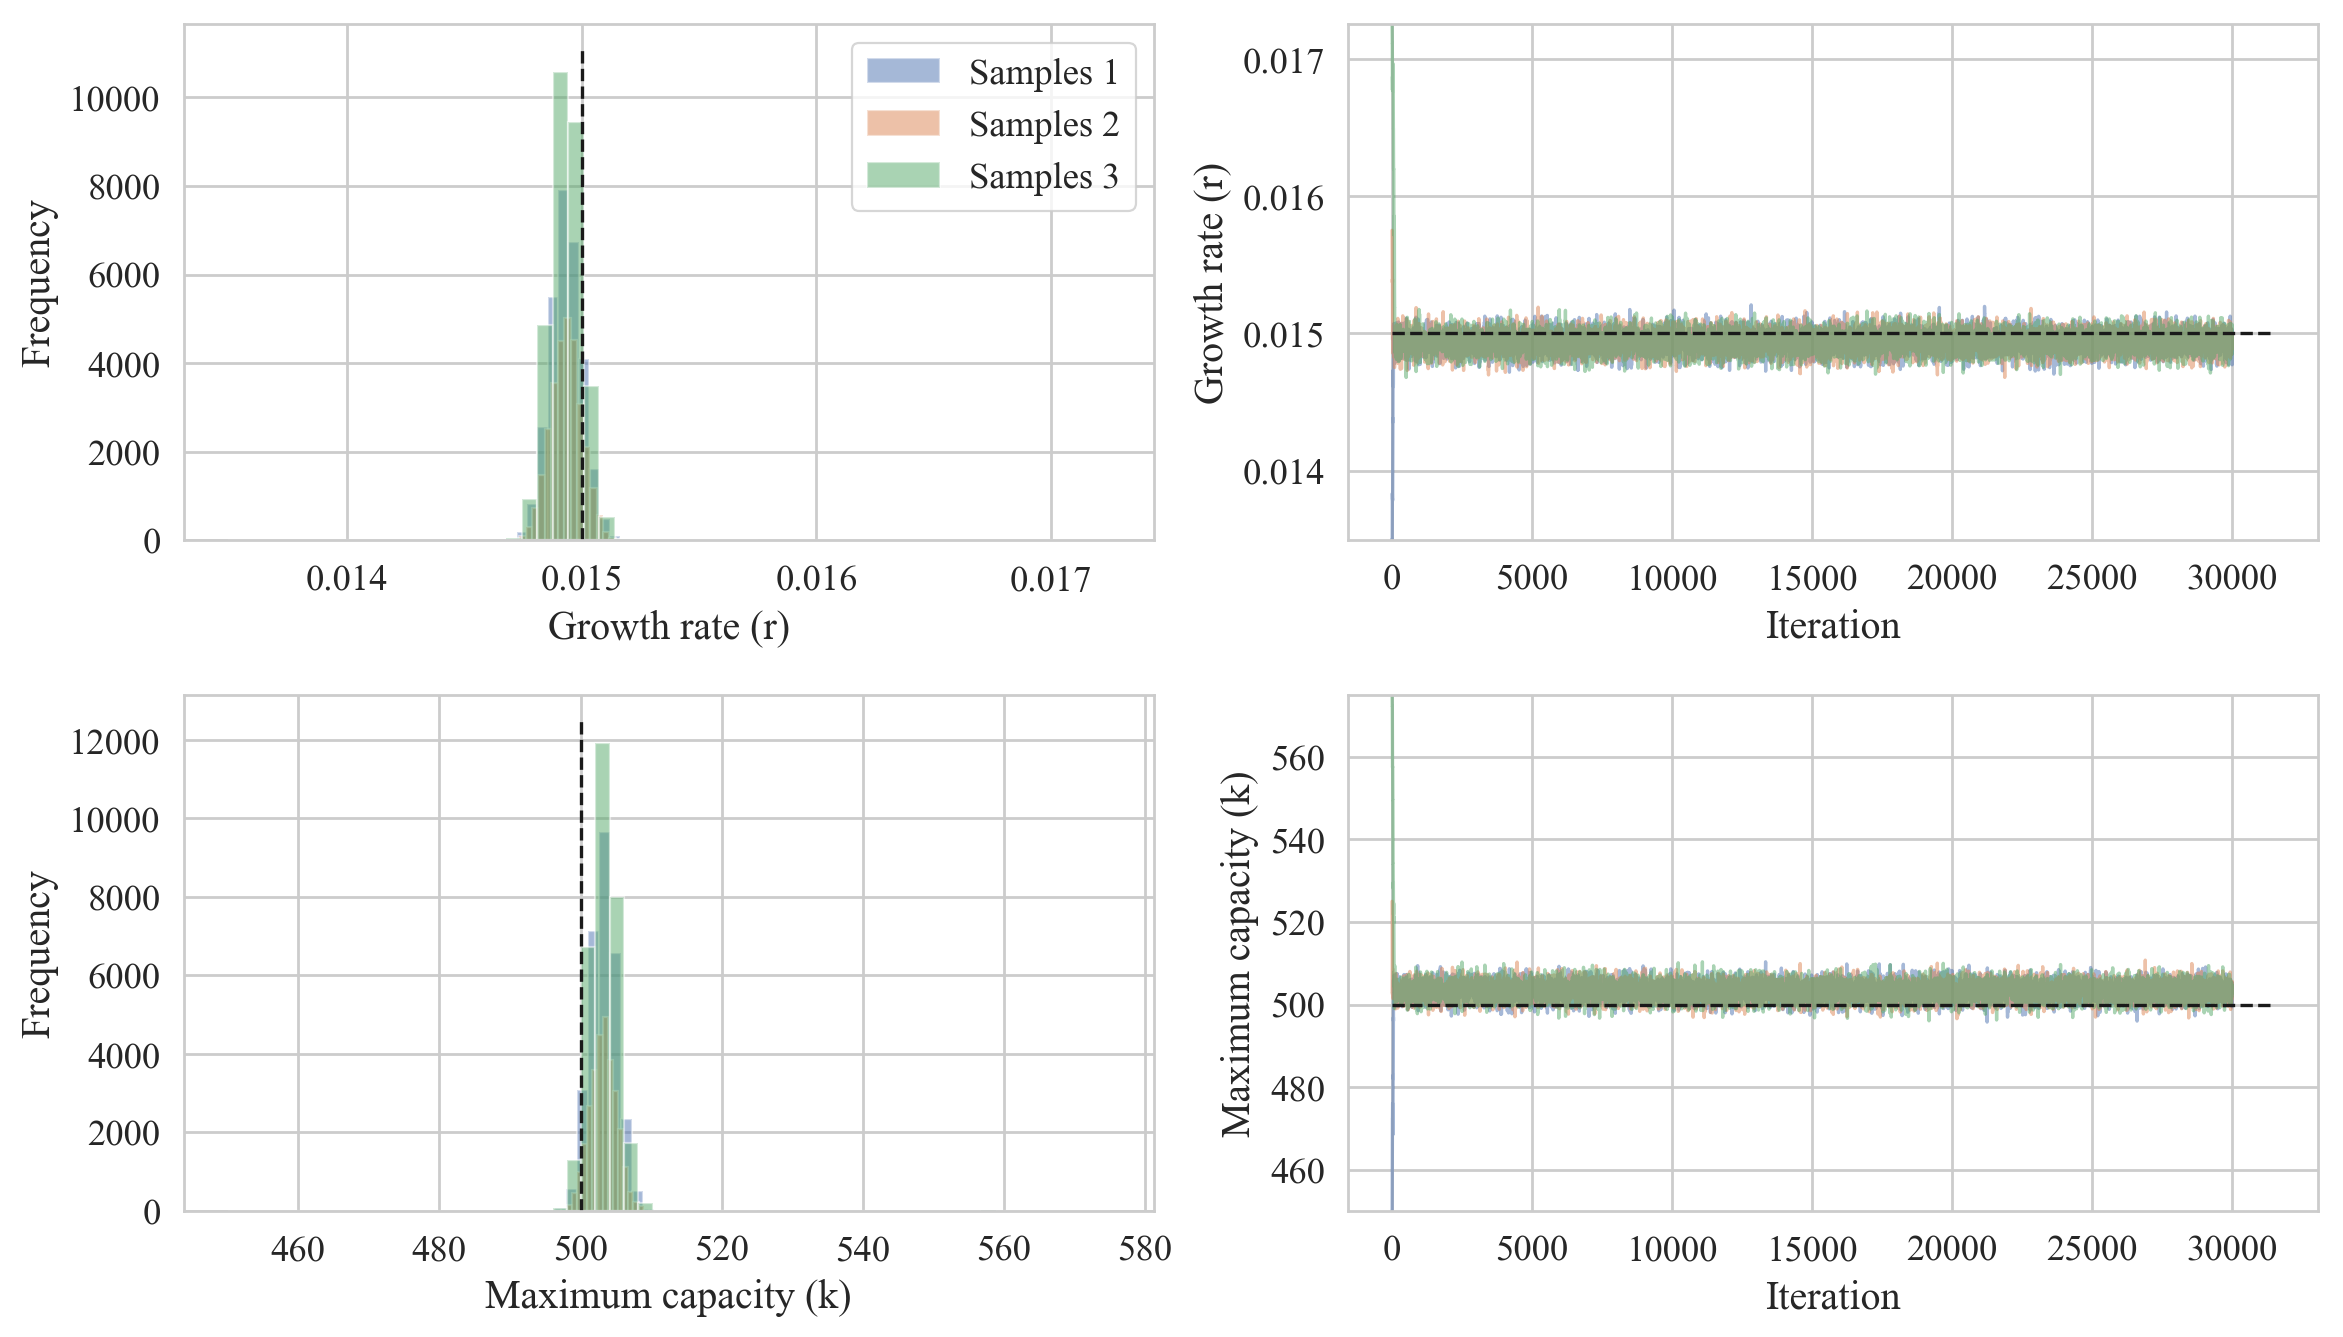 10000
8000
6000
4000
2000
0
Frequency
0.014 0.015 0.016 0.017
Growth rate (r)
Samples 1
Samples 2
Samples 3
0.017
0.016
0.015
0.014
Growth rate (r)
0 5000 10000 15000 20000 25000 30000
Iteration
12000
10000
8000
6000
4000
2000
0
Frequency
460 480 500 520 540 560 580
Maximum capacity (k)
560
540
520
500
480
460
Maximum capacity (k)
0 5000 10000 15000 20000 25000 30000
Iteration